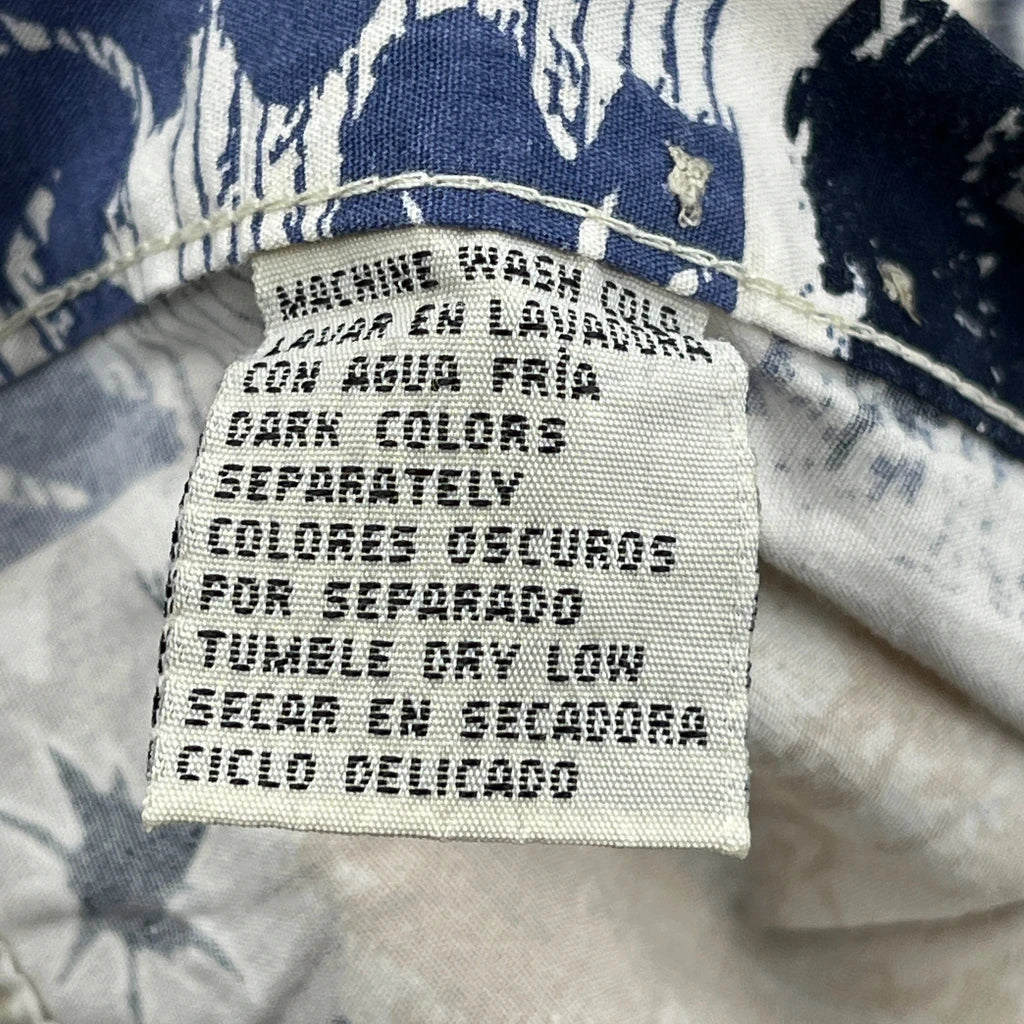 MACHINE WASH COLD
LAVAR EN LAVADORA
CON AGUA FRÍA
DARK COLORS
SEPARATELY
COLORES OSCUROS
POR SEPARADO
TUMBLE DRY LOW
SECAR EN SECADORA
CICLO DELICADO